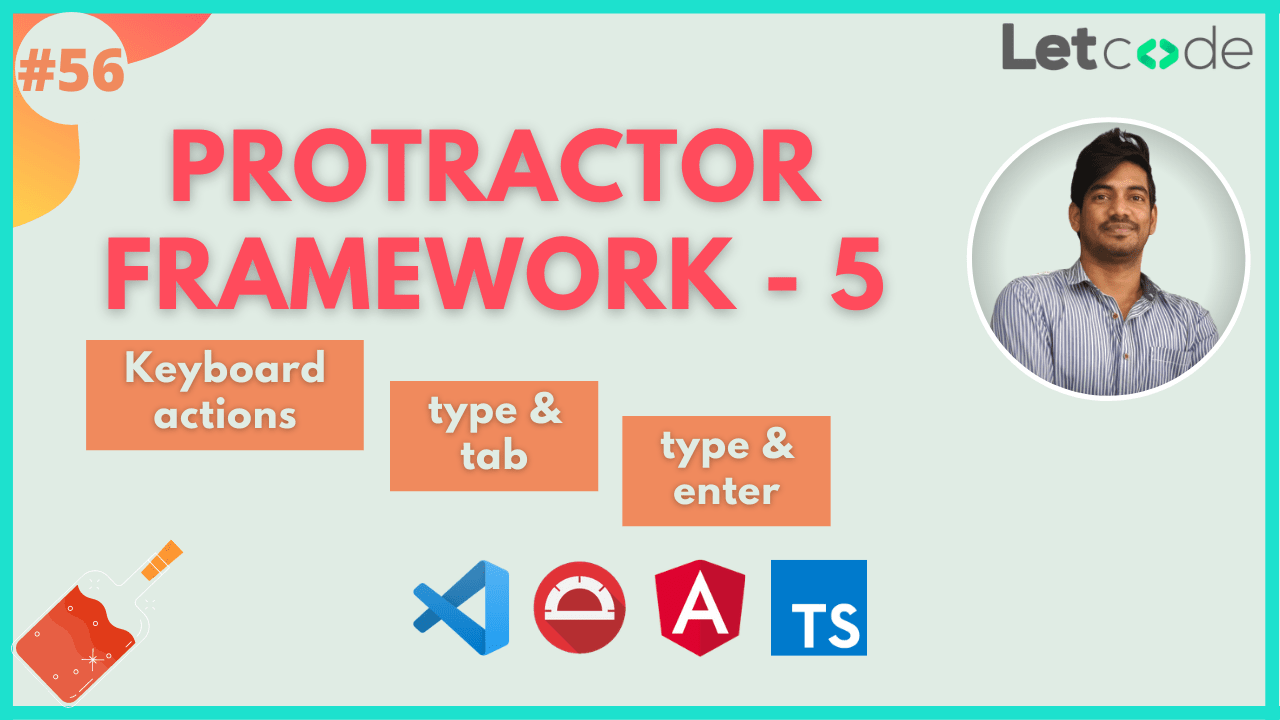 #56
Letcode
PROTRACTOR
FRAMEWORK - 5
Keyboard
actions
type &
tab
type &
enter
A
TS